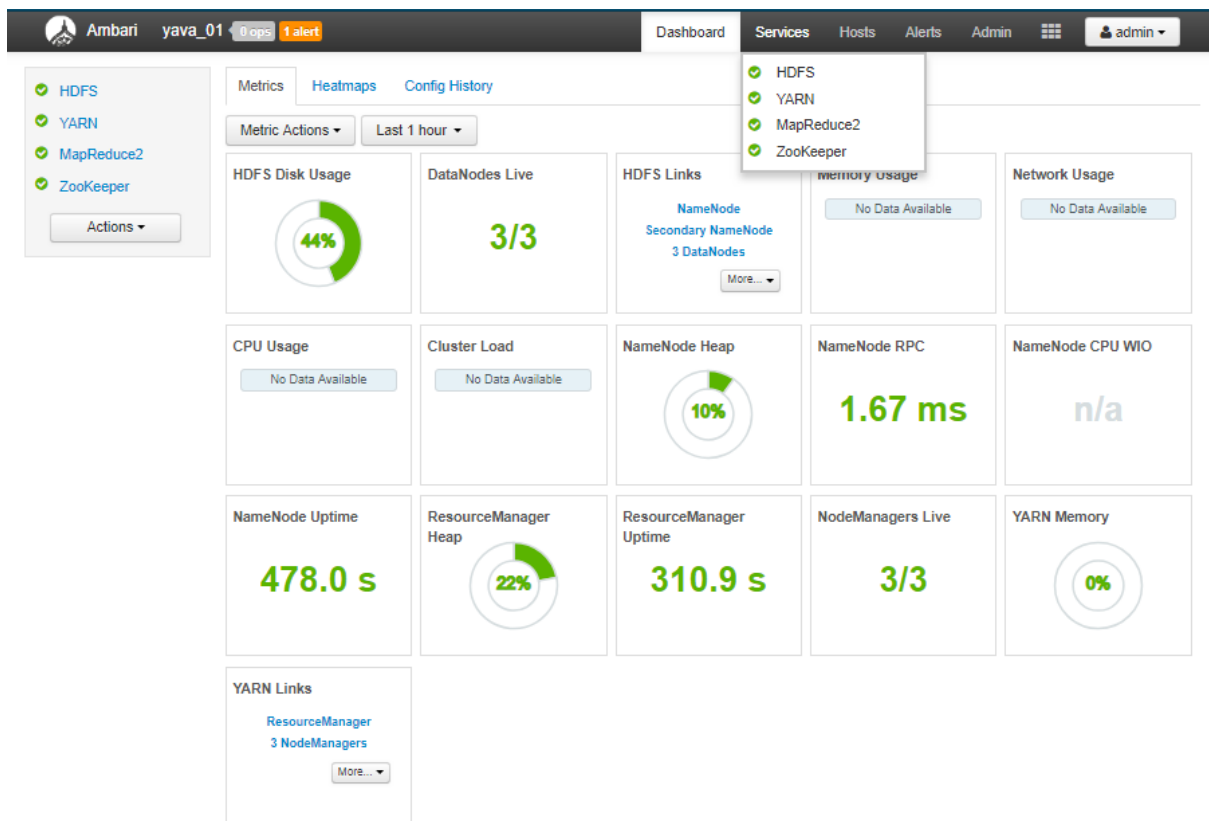 Ambari yava_01 0 ops 1 alert Dashboard Services Hosts Alerts Admin admin
HDFS
YARN
MapReduce2
ZooKeeper
HDFS
YARN
MapReduce2
ZooKeeper
Actions
Metrics Heatmaps Config History
Metric Actions Last 1 hour
HDFS Disk Usage
44%
DataNodes Live
3/3
HDFS Links
NameNode
Secondary NameNode
3 DataNodes
More...
Memory Usage
No Data Available
Network Usage
No Data Available
CPU Usage
No Data Available
Cluster Load
No Data Available
NameNode Heap
10%
NameNode RPC
1.67 ms
NameNode CPU WIO
n/a
NameNode Uptime
478.0 s
ResourceManager
Heap
22%
ResourceManager
Uptime
310.9 s
NodeManagers Live
3/3
YARN Memory
0%
YARN Links
ResourceManager
3 NodeManagers
More...